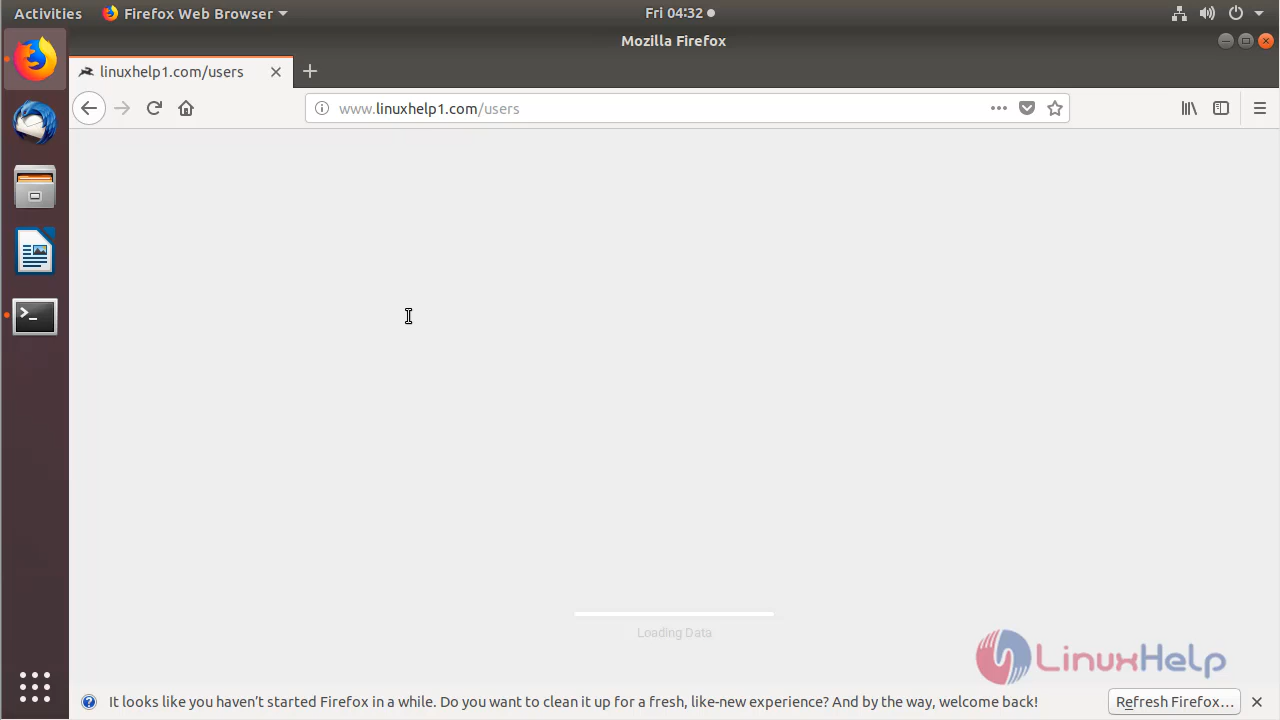 Activities Firefox Web Browser Fri 04:32
Mozilla Firefox
linuxhelp1.com/users
www.linuxhelp1.com/users
Loading Data
LinuxHelp
It looks like you haven't started Firefox in a while. Do you want to clean it up for a fresh, like-new experience? And by the way, welcome back! Refresh Firefox…